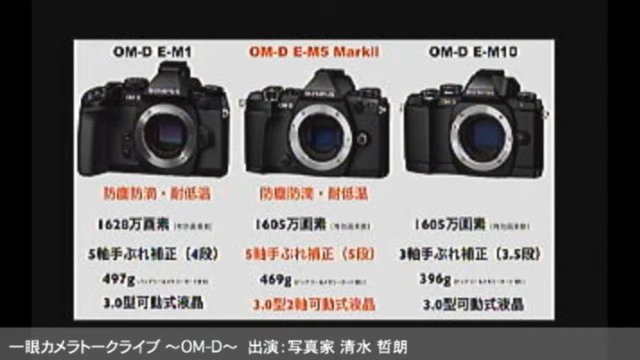 OM-D E-M1 OM-D E-M5 MarkII OM-D E-M10
OLYMPUS OLYMPUS OLYMPUS
防塵防滴・耐低温 防塵防滴・耐低温
1628万画素 1605万画素 1605万画素
5軸手ぶれ補正（4段） 5軸手ぶれ補正（5段） 3軸手ぶれ補正（3.5段）
497g 469g 396g
3.0型可動式液晶 3.0型2軸可動式液晶 3.0型可動式液晶
一眼カメラトークライブ ～OM-D～ 出演：写真家 清水 哲朗